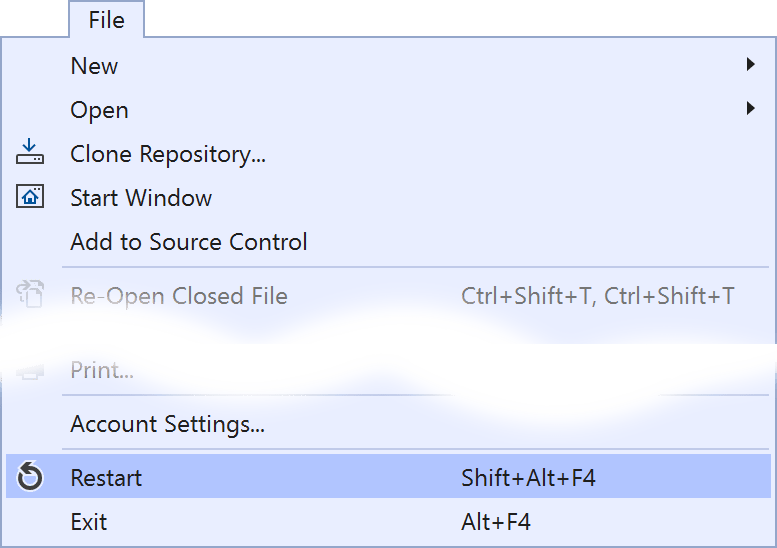 File
New
Open
Clone Repository...
Start Window
Add to Source Control
Re-Open Closed File Ctrl+Shift+T, Ctrl+Shift+T
Print...
Account Settings...
Restart Shift+Alt+F4
Exit Alt+F4